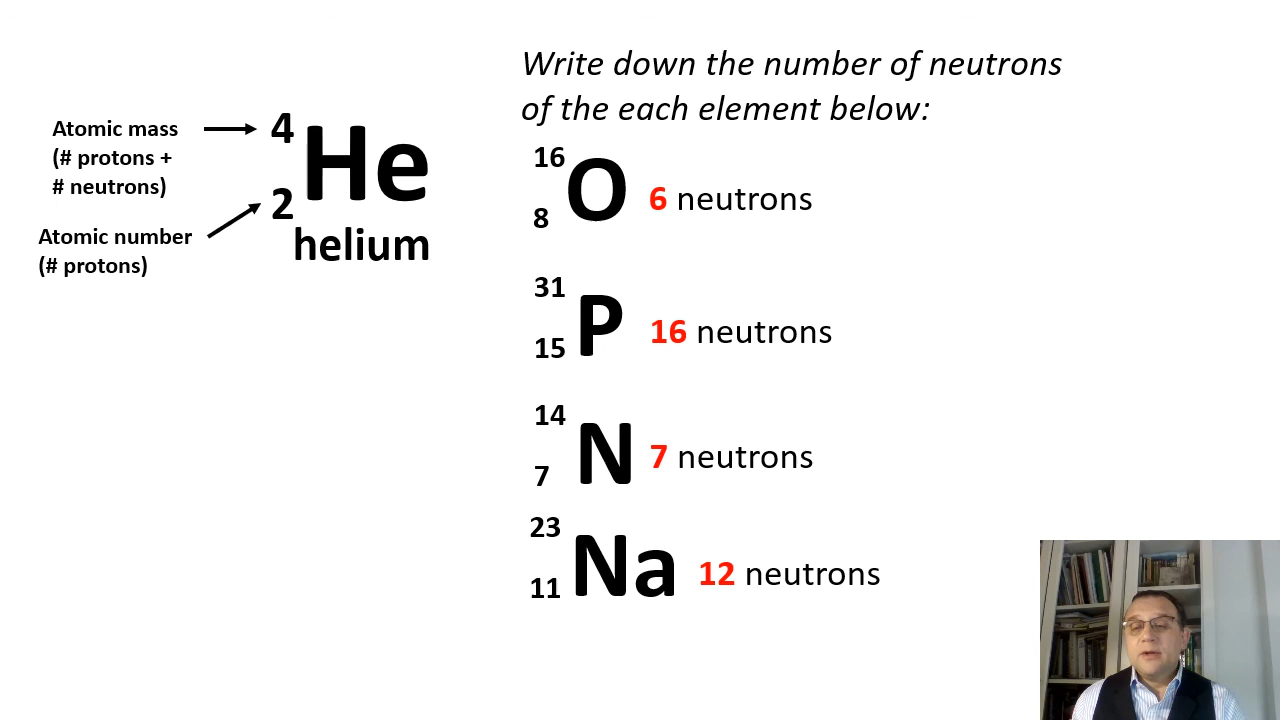 Atomic mass
(# protons +
# neutrons)
Atomic number
(# protons)
4
2
He
helium
Write down the number of neutrons
of the each element below:
16
8
O
6 neutrons
31
15
P
16 neutrons
14
7
N
7 neutrons
23
11
Na
12 neutrons